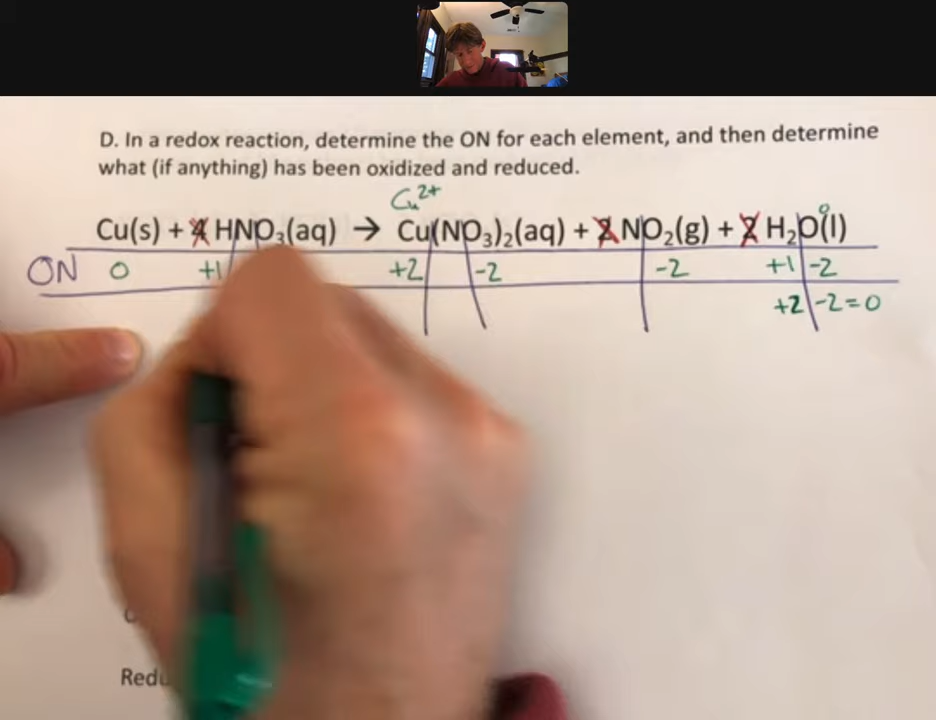 D. In a redox reaction, determine the ON for each element, and then determine
what (if anything) has been oxidized and reduced.
Cu²⁺
Cu(s) + 4 HNO₃(aq) → Cu(NO₃)₂(aq) + 2 NO₂(g) + 2 H₂O(l)
0
ON 0 +1 +2 -2 -2 +1 -2
+2 -2=0